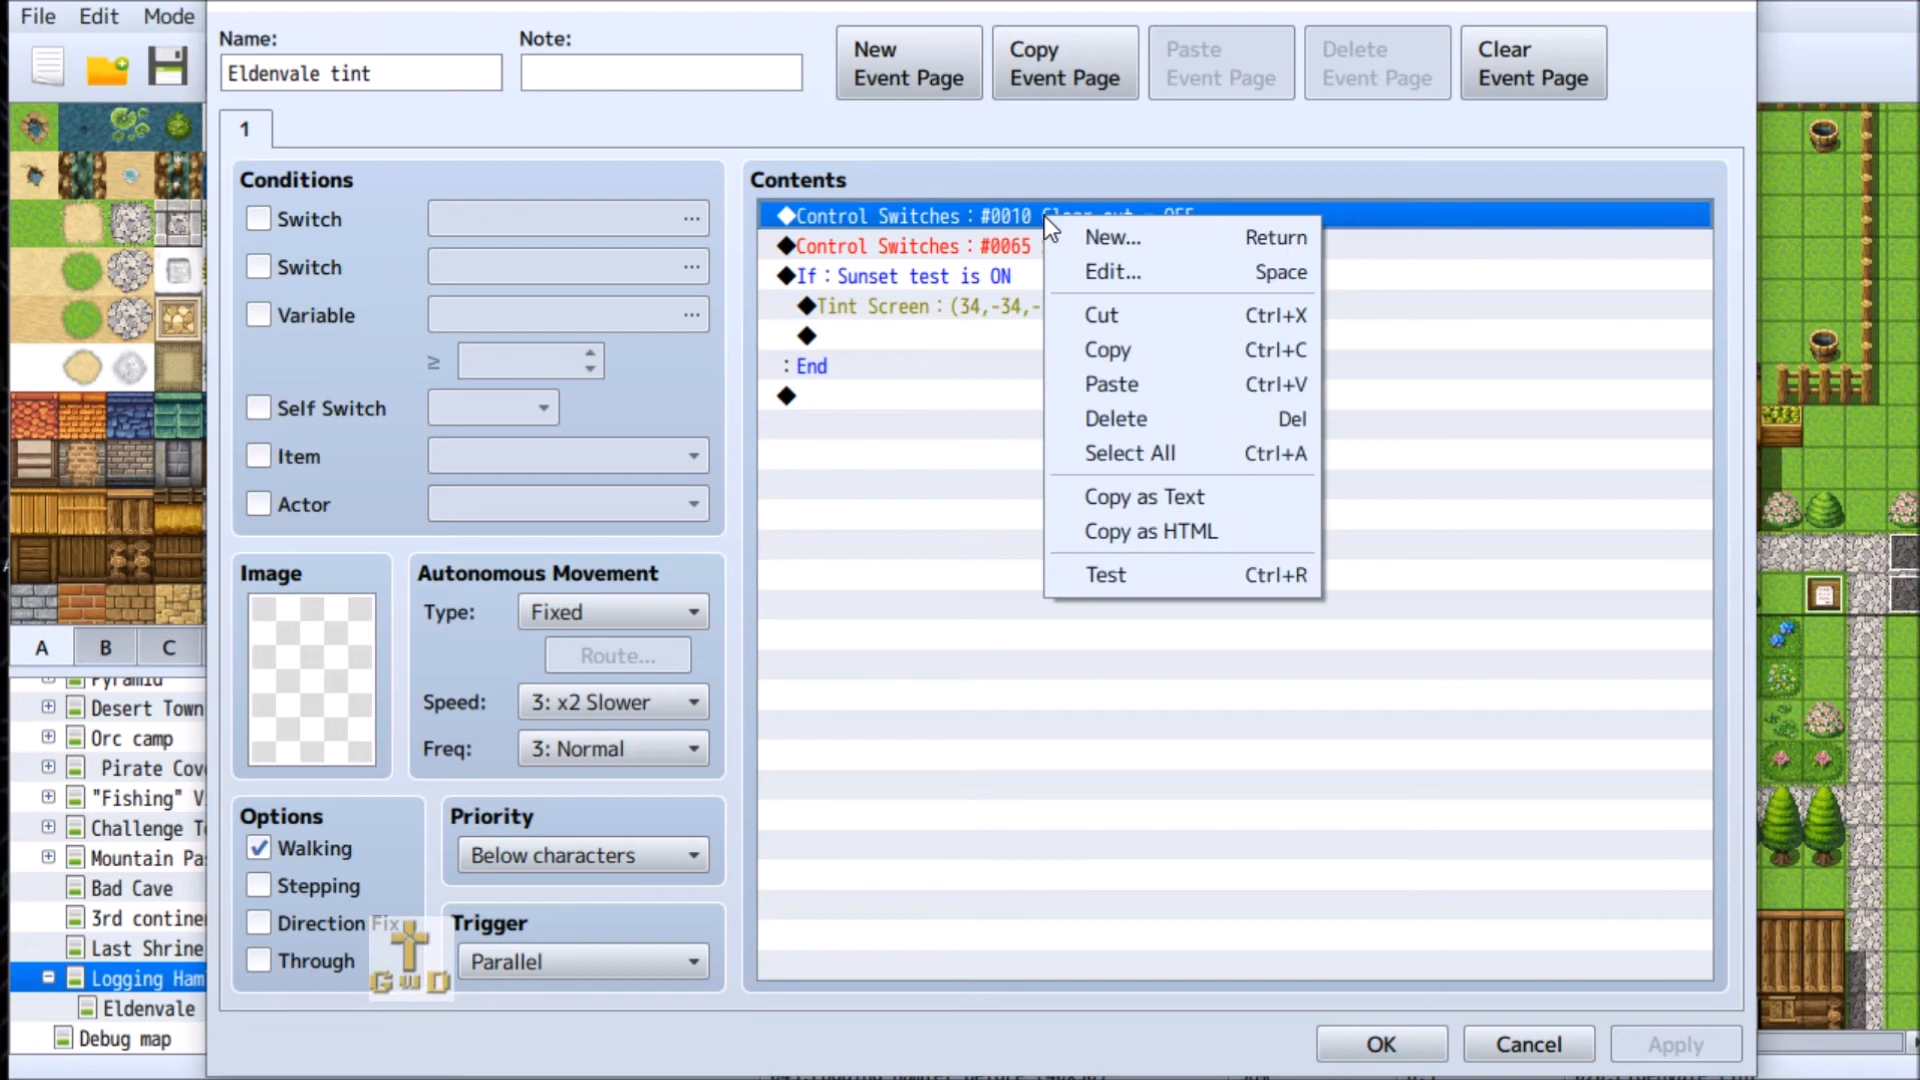 File Edit Mode
Name:
Note:
Eldenvale tint
New
Event Page
Copy
Event Page
Paste
Event Page
Delete
Event Page
Clear
Event Page
1
Conditions
Switch ...
Switch ...
Variable ...
≥
Self Switch
Item
Actor
Image
Autonomous Movement
Type: Fixed
Route...
Speed: 3: x2 Slower
Freq: 3: Normal
Options
Walking
Stepping
Direction Fix
Through
Priority
Below characters
Trigger
Parallel
GWD
Contents
◆Control Switches : #0010
◆Control Switches : #0065
◆If : Sunset test is ON
◆Tint Screen : (34,-34,-
◆
: End
◆
New... Return
Edit... Space
Cut Ctrl+X
Copy Ctrl+C
Paste Ctrl+V
Delete Del
Select All Ctrl+A
Copy as Text
Copy as HTML
Test Ctrl+R
A B C
Pyramid
Desert Town
Orc camp
Pirate Cov
"Fishing" V
Challenge T
Mountain Pa
Bad Cave
3rd contine
Last Shrine
Logging Ham
Eldenvale
Debug map
OK Cancel Apply